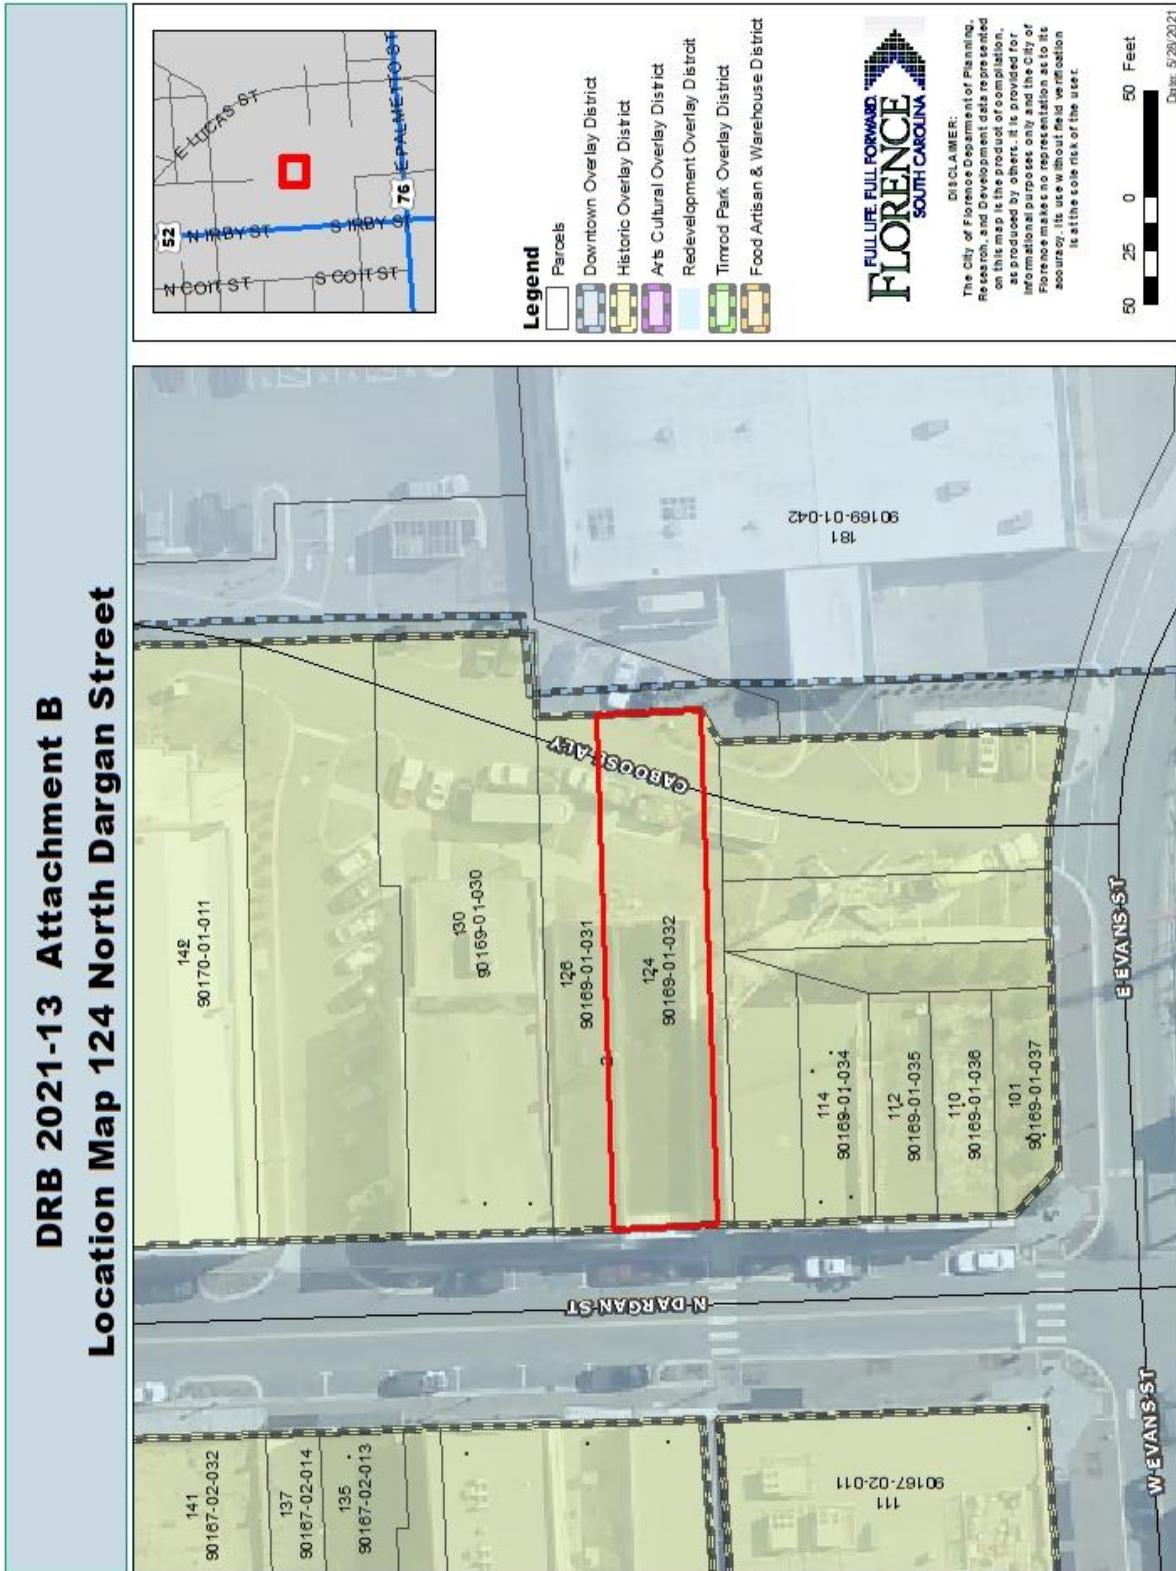 DRB 2021-13 Attachment B
Location Map 124 North Dargan Street
141
90167-02-032
137
90167-02-014
135
90167-02-013
111
90167-02-011
N DARGAN ST
W EVANS ST
E EVANS ST
142
90170-01-011
130
90169-01-030
126
90169-01-031
124
90169-01-032
114
90169-01-034
112
90169-01-035
110
90169-01-036
101
90169-01-037
CABOOSE ALY
181
90169-01-042
52
N IRBY ST
S IRBY ST
N COIT ST
S COIT ST
E LUCAS ST
76
E PALMETTO ST
Legend
Parcels
Downtown Overlay District
Historic Overlay District
Arts Cultural Overlay District
Redevelopment Overlay Distrcit
Timrod Park Overlay District
Food Artisan & Warehouse District
FULL LIFE. FULL FORWARD.
FLORENCE
SOUTH CAROLINA
DISCLAIMER:
The City of Florence Deparment of Planning,
Research, and Development data represented
on this map is the product of compilation,
as produced by others. It is provided for
informational purposes only and the City of
Florence makes no representation as to its
accuracy. Its use without field verification
is at the sole risk of the user.
50 25 0 50 Feet
Date: 5/28/2021